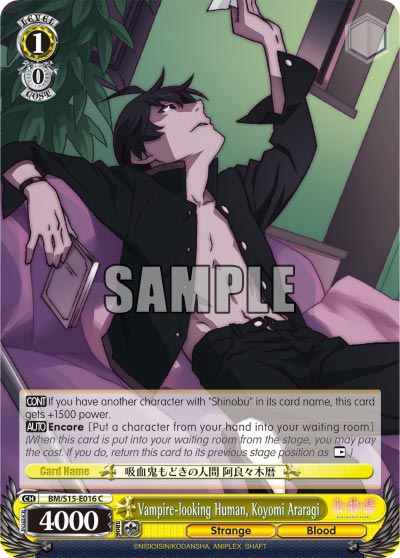 LEVEL
1
0
COST
SAMPLE
CONT If you have another character with "Shinobu" in its card name, this card
gets +1500 power.
AUTO Encore [Put a character from your hand into your waiting room]
(When this card is put into your waiting room from the stage, you may pay
the cost. If you do, return this card to its previous stage position as .)
Card Name 吸血鬼もどきの人間 阿良々木暦
CH BM/S15-E016 C Vampire-looking Human, Koyomi Araragi 化物語
POWER 4000 Strange Blood
©NISIOISIN/KODANSHA, ANIPLEX, SHAFT